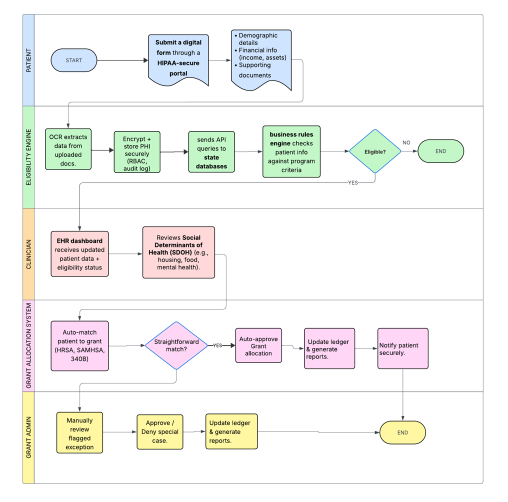 PATIENT
START
Submit a digital
form through a
HIPAA-secure
portal
• Demographic
details
• Financial info
(income, assets)
• Supporting
documents
ELIGIBILITY ENGINE
OCR extracts
data from
uploaded
docs.
Encrypt +
store PHI
securely
(RBAC,
audit log)
sends API
queries to
state
databases
business rules
engine checks
patient info
against program
criteria
Eligible?
NO
END
YES
CLINICIAN
EHR dashboard
receives updated
patient data +
eligibility status
Reviews Social
Determinants of
Health (SDOH) (e.g.,
housing, food,
mental health).
GRANT ALLOCATION SYSTEM
Auto-match
patient to grant
(HRSA, SAMHSA,
340B)
Straightforward
match?
YES
Auto-approve
Grant
allocation
Update ledger
& generate
reports.
Notify patient
securely.
GRANT ADMIN
Manually
review
flagged
exception
Approve /
Deny special
case.
Update ledger
& generate
reports.
END